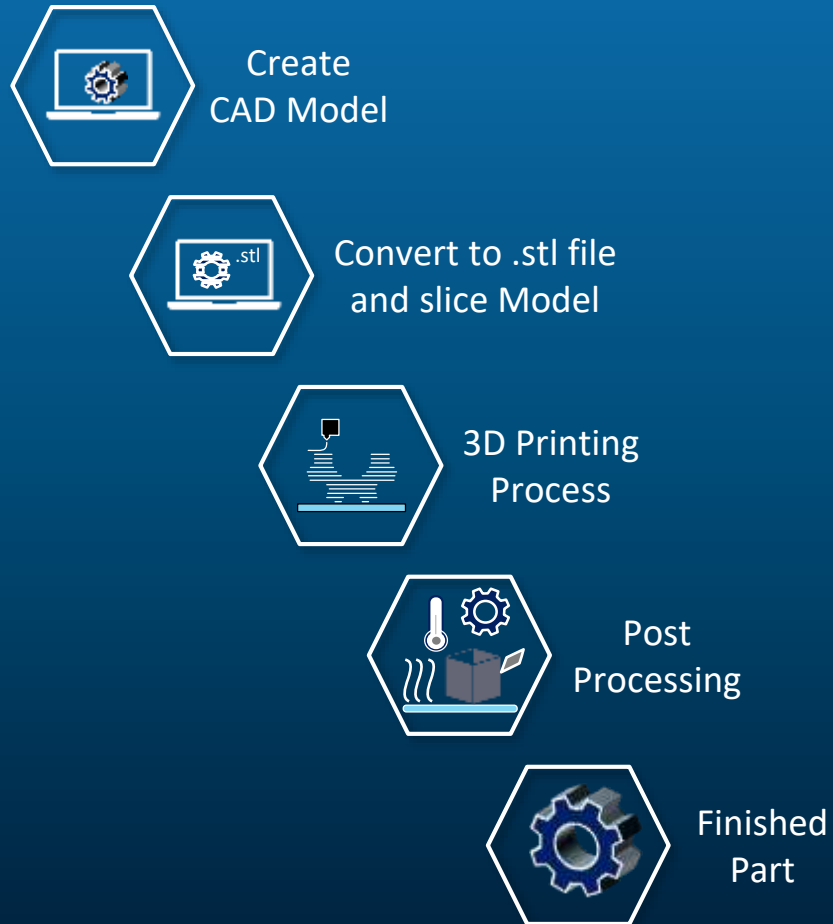 Create
CAD Model
.stl
Convert to .stl file
and slice Model
3D Printing
Process
Post
Processing
Finished
Part